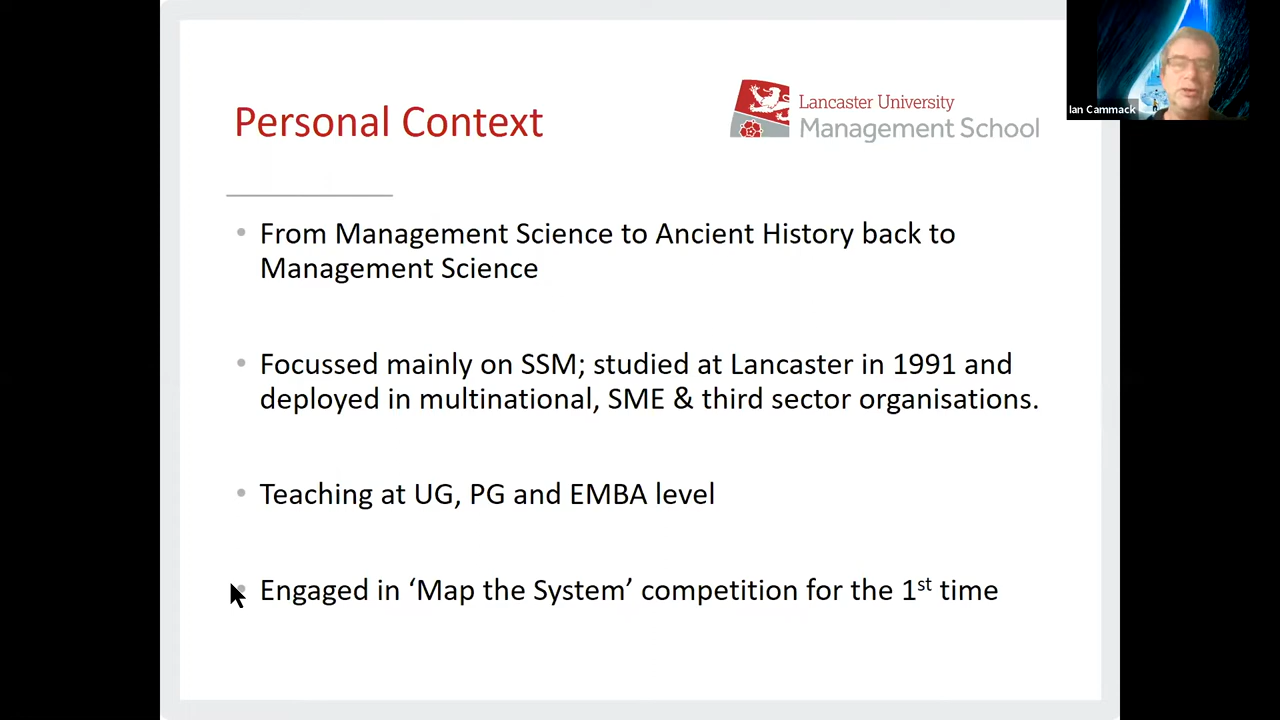 Personal Context
Lancaster University
Management School
Ian Cammack
• From Management Science to Ancient History back to
Management Science
• Focussed mainly on SSM; studied at Lancaster in 1991 and
deployed in multinational, SME & third sector organisations.
• Teaching at UG, PG and EMBA level
• Engaged in ‘Map the System’ competition for the 1st time